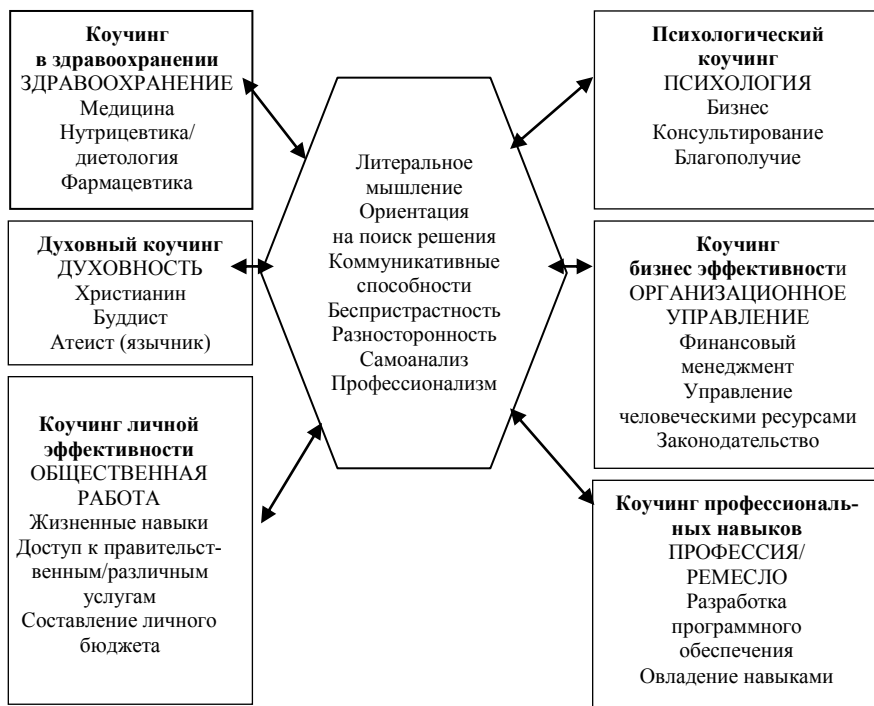 Коучинг
в здравоохранении
ЗДРАВООХРАНЕНИЕ
Медицина
Нутрицевтика/
диетология
Фармацевтика
Духовный коучинг
ДУХОВНОСТЬ
Христианин
Буддист
Атеист (язычник)
Коучинг личной
эффективности
ОБЩЕСТВЕННАЯ
РАБОТА
Жизненные навыки
Доступ к правительст-
венным/различным
услугам
Составление личного
бюджета
Литеральное
мышление
Ориентация
на поиск решения
Коммуникативные
способности
Беспристрастность
Разносторонность
Самоанализ
Профессионализм
Психологический
коучинг
ПСИХОЛОГИЯ
Бизнес
Консультирование
Благополучие
Коучинг
бизнес эффективности
ОРГАНИЗАЦИОННОЕ
УПРАВЛЕНИЕ
Финансовый
менеджмент
Управление
человеческими ресурсами
Законодательство
Коучинг профессиональ-
ных навыков
ПРОФЕССИЯ/
РЕМЕСЛО
Разработка
программного
обеспечения
Овладение навыками